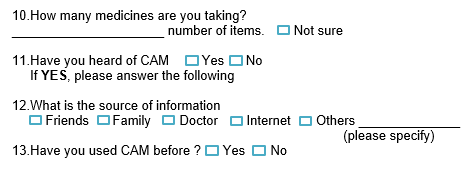 10.How many medicines are you taking?
______________________ number of items. ☐ Not sure
11.Have you heard of CAM ☐ Yes ☐ No
If YES, please answer the following
12.What is the source of information
☐ Friends ☐ Family ☐ Doctor ☐ Internet ☐ Others _______________
(please specify)
13.Have you used CAM before ? ☐ Yes ☐ No